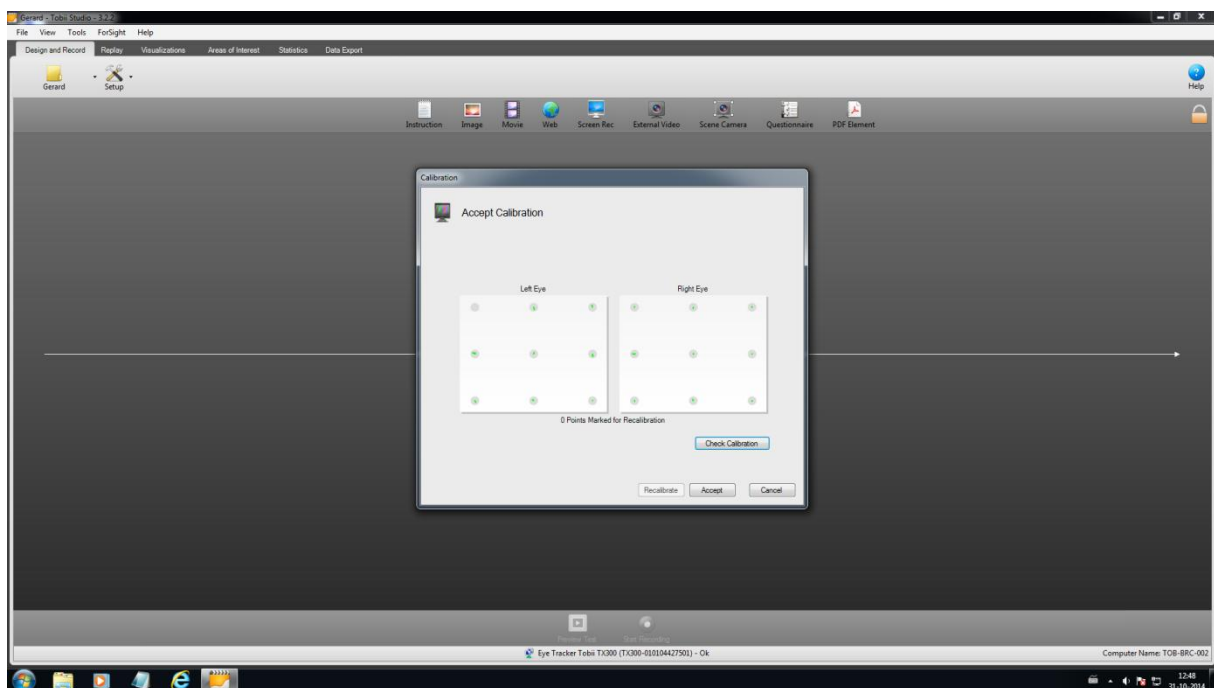 Gerard - Tobii Studio - 3.2.2
File View Tools ForSight Help
Design and Record Replay Visualizations Areas of Interest Statistics Data Export
Gerard Setup Help
Instruction Image Movie Web Screen Rec External Video Scene Camera Questionnaire PDF Element
Calibration
Accept Calibration
Left Eye Right Eye
0 Points Marked for Recalibration
Check Calibration
Recalibrate Accept Cancel
Preview Test Start Recording
Eye Tracker Tobii TX300 (TX300-010104427501) - Ok Computer Name: TOB-BRC-002
12:48
31-10-2014